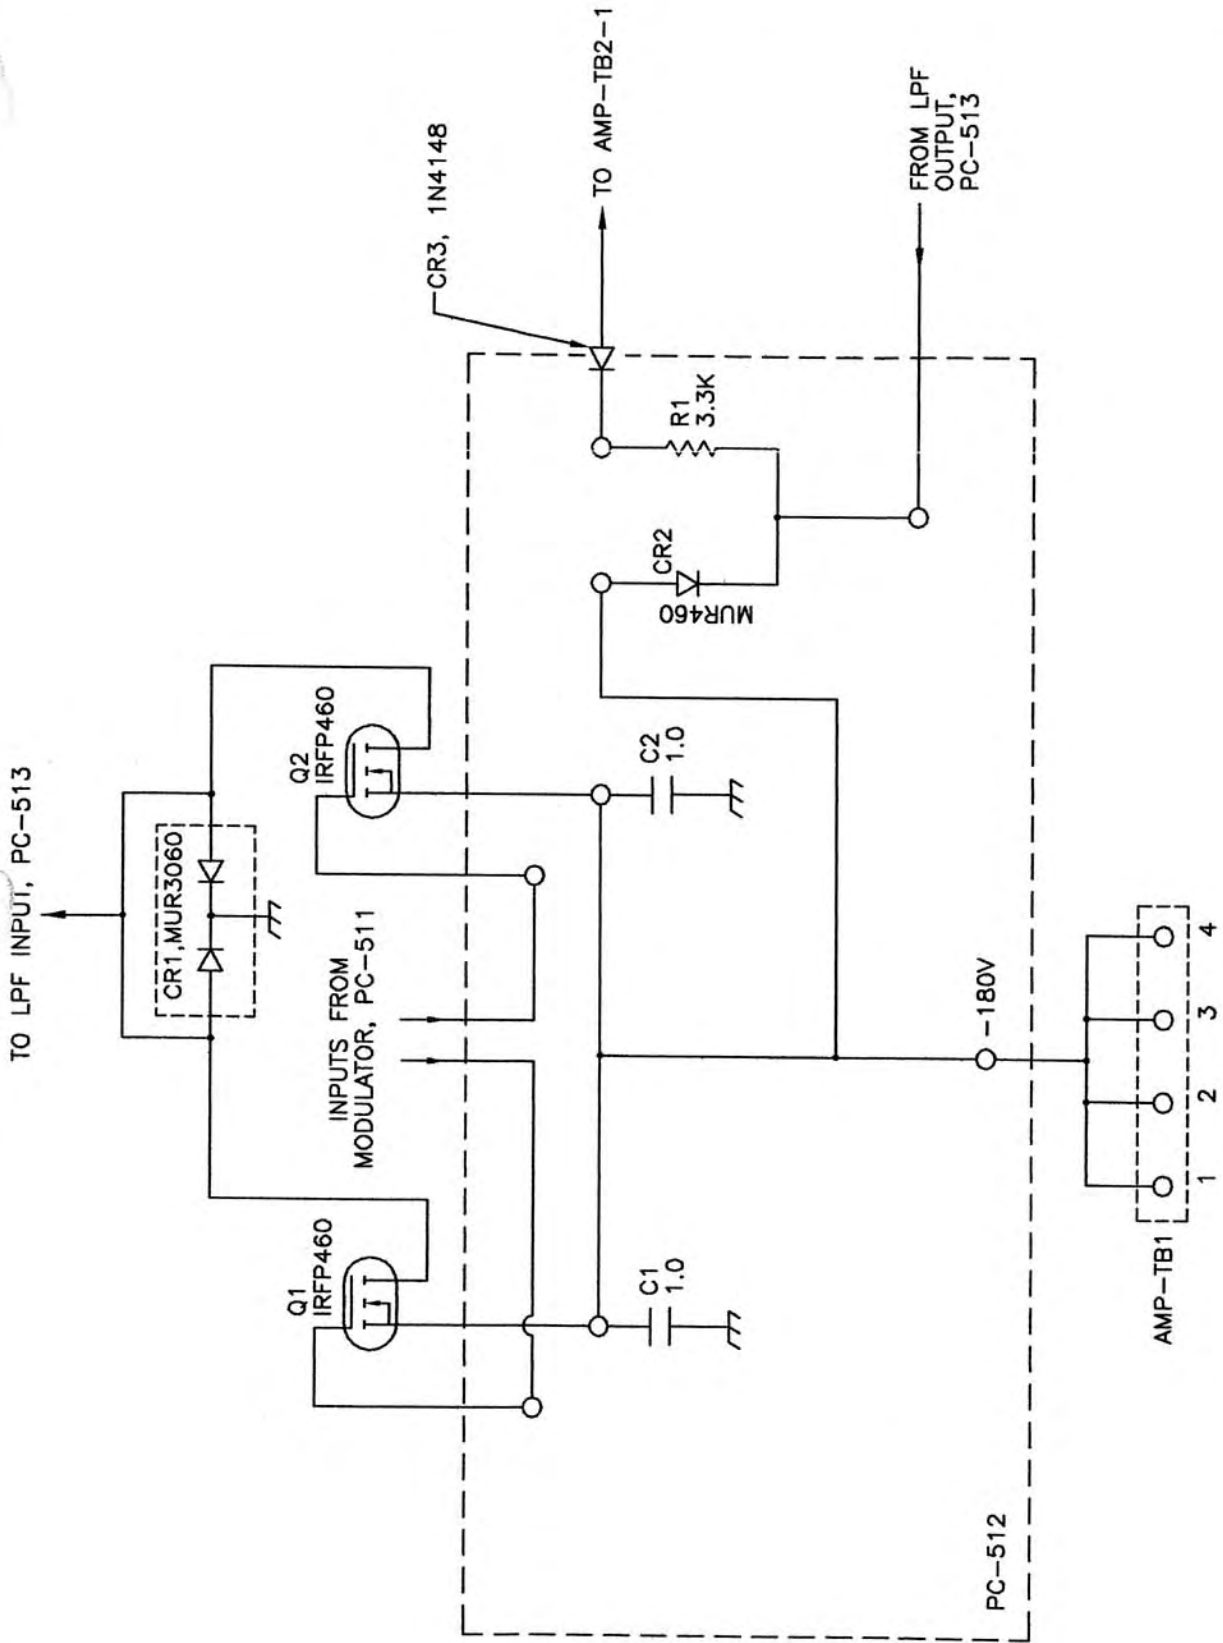 TO LPF INPUT, PC-513
CR1,MUR3060
Q1
IRFP460
Q2
IRFP460
INPUTS FROM
MODULATOR, PC-511
CR3, 1N4148
TO AMP-TB2-1
R1
3.3K
CR2
MUR460
FROM LPF
OUTPUT,
PC-513
C1
1.0
C2
1.0
-180V
PC-512
AMP-TB1
1 2 3 4